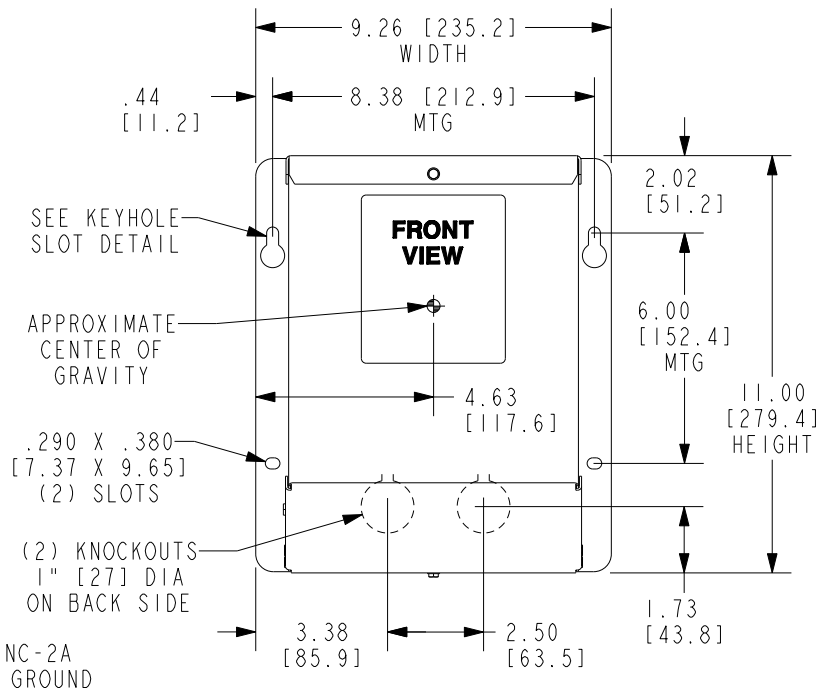 9.26 [235.2]
WIDTH
.44
[11.2]
8.38 [212.9]
MTG
2.02
[51.2]
SEE KEYHOLE
SLOT DETAIL
FRONT
VIEW
APPROXIMATE
CENTER OF
GRAVITY
6.00
[152.4]
MTG
4.63
[117.6]
11.00
[279.4]
HEIGHT
.290 X .380
[7.37 X 9.65]
(2) SLOTS
(2) KNOCKOUTS
1" [27] DIA
ON BACK SIDE
3.38
[85.9]
2.50
[63.5]
1.73
[43.8]
NC-2A
GROUND